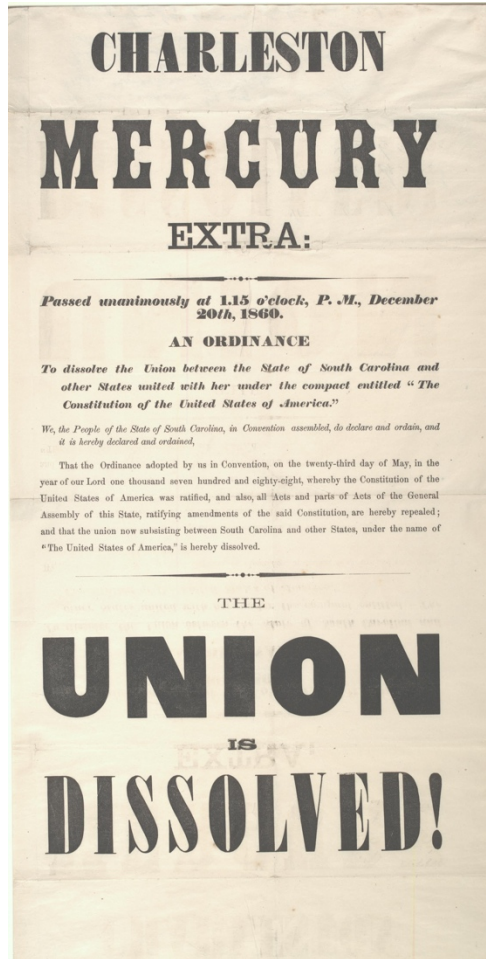 CHARLESTON
MERCURY
EXTRA:
Passed unanimously at 1.15 o'clock, P. M., December
20th, 1860.
AN ORDINANCE
To dissolve the Union between the State of South Carolina and
other States united with her under the compact entitled “The
Constitution of the United States of America.”
We, the People of the State of South Carolina, in Convention assembled, do declare and ordain, and
it is hereby declared and ordained,
That the Ordinance adopted by us in Convention, on the twenty-third day of May, in the
year of our Lord one thousand seven hundred and eighty-eight, whereby the Constitution of the
United States of America was ratified, and also, all Acts and parts of Acts of the General
Assembly of this State, ratifying amendments of the said Constitution, are hereby repealed;
and that the union now subsisting between South Carolina and other States, under the name of
“The United States of America,” is hereby dissolved.
THE
UNION
IS
DISSOLVED!